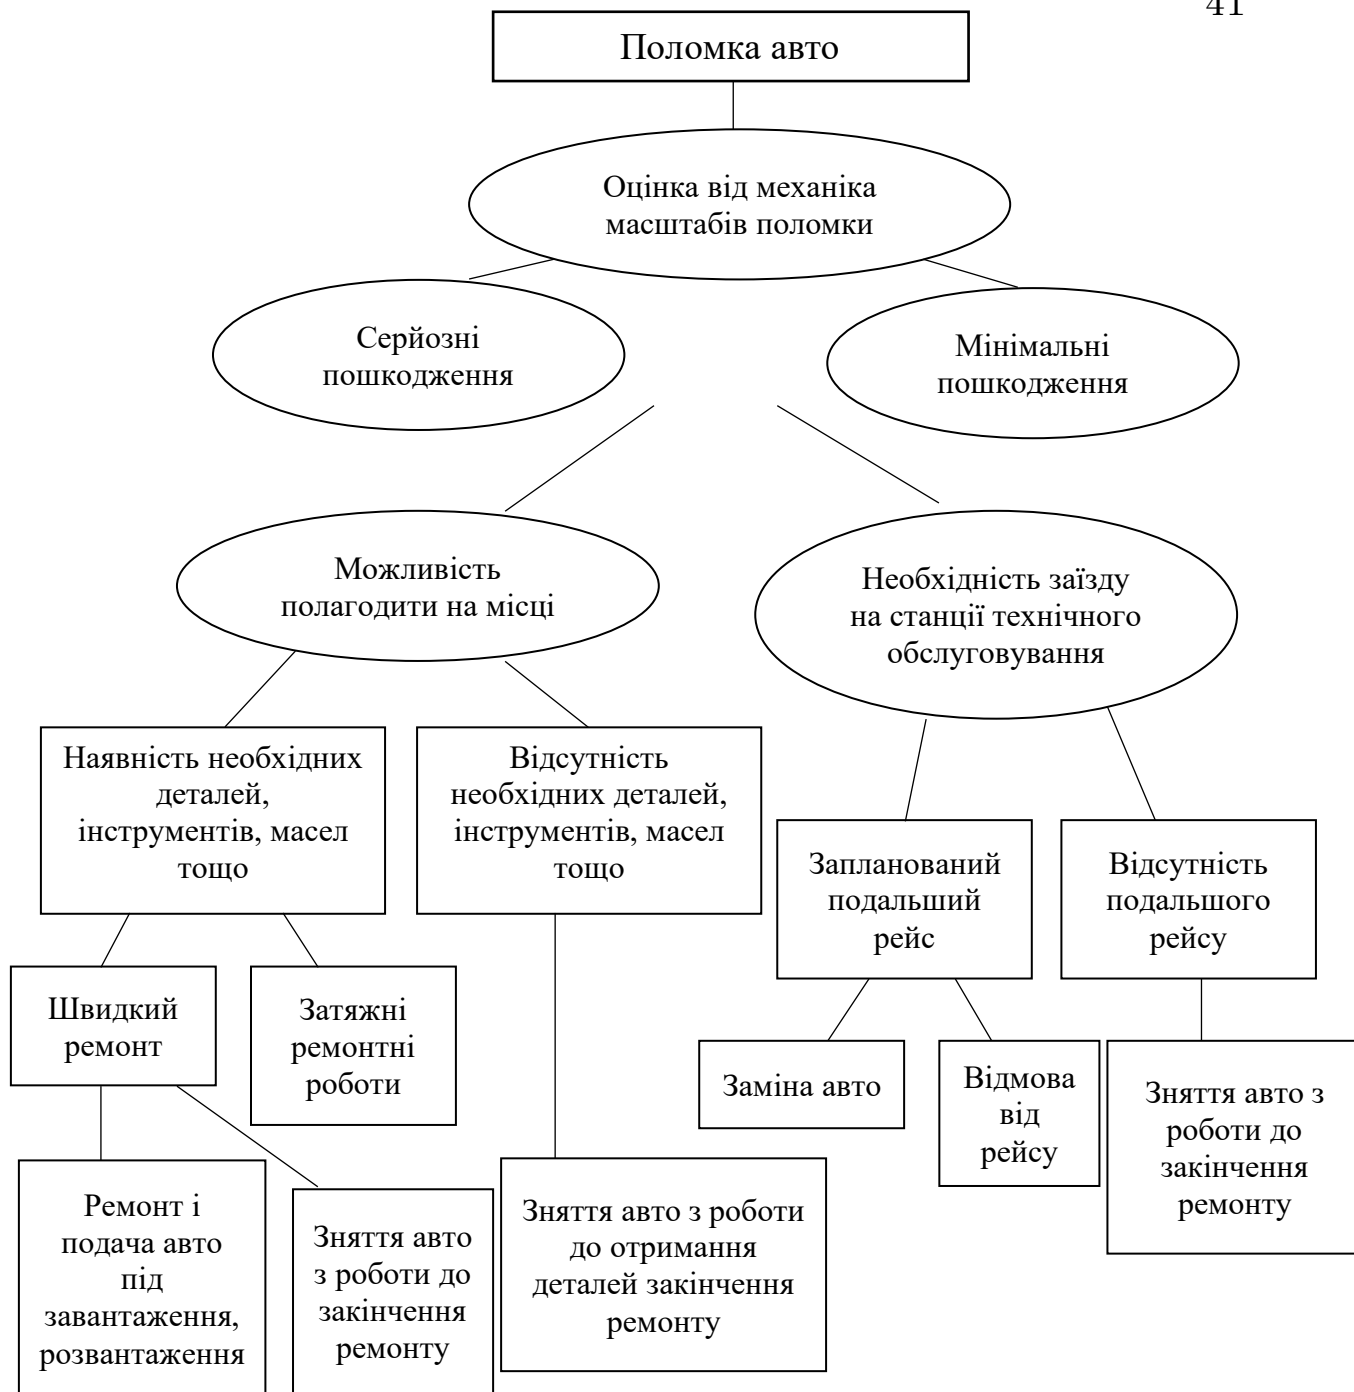 41
Поломка авто
Оцінка від механіка
масштабів поломки
Серйозні
пошкодження
Мінімальні
пошкодження
Можливість
полагодити на місці
Необхідність заїзду
на станції технічного
обслуговування
Наявність необхідних
деталей,
інструментів, масел
тощо
Відсутність
необхідних деталей,
інструментів, масел
тощо
Запланований
подальший
рейс
Відсутність
подальшого
рейсу
Швидкий
ремонт
Затяжні
ремонтні
роботи
Заміна авто
Відмова
від
рейсу
Зняття авто з
роботи до
закінчення
ремонту
Ремонт і
подача авто
під
завантаження,
розвантаження
Зняття авто
з роботи до
закінчення
ремонту
Зняття авто з роботи
до отримання
деталей закінчення
ремонту